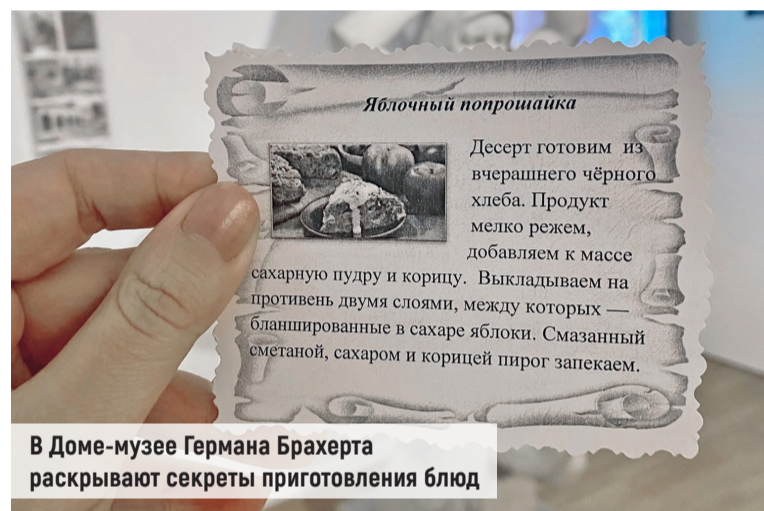 Яблочный попрошайка
Десерт готовим из
вчерашнего чёрного
хлеба. Продукт
мелко режем,
добавляем к массе
сахарную пудру и корицу. Выкладываем на
противень двумя слоями, между которых —
бланшированные в сахаре яблоки. Смазанный
сметаной, сахаром и корицей пирог запекаем.
В Доме-музее Германа Брахерта
раскрывают секреты приготовления блюд